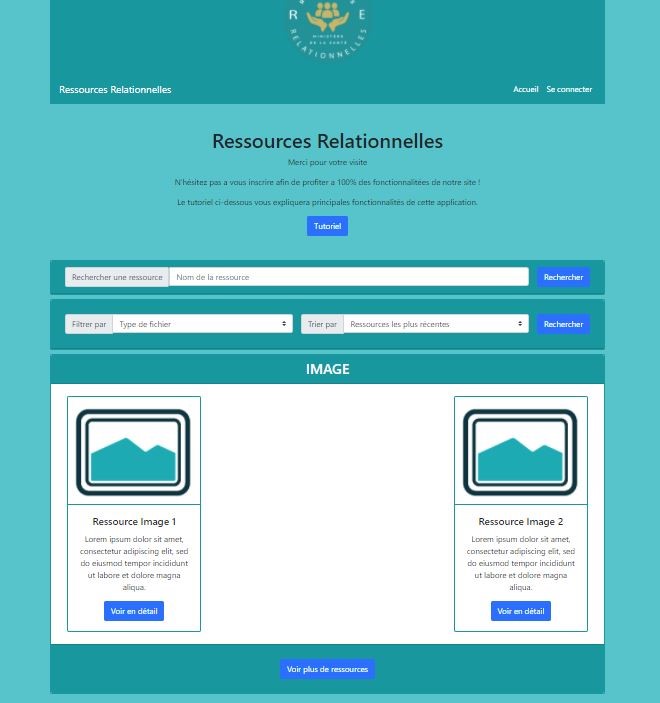 R E
RELATIONNELLES
MINISTÈRE
DE LA SANTÉ
Ressources Relationnelles
Accueil Se connecter
Ressources Relationnelles
Merci pour votre visite
N'hésitez pas a vous inscrire afin de profiter a 100% des fonctionnalitées de notre site !
Le tutoriel ci-dessous vous expliquera principales fonctionnalités de cette application.
Tutoriel
Rechercher une ressource Nom de la ressource Rechercher
Filtrer par Type de fichier Trier par Ressources les plus récentes Rechercher
IMAGE
Ressource Image 1
Lorem ipsum dolor sit amet,
consectetur adipiscing elit, sed
do eiusmod tempor incididunt
ut labore et dolore magna
aliqua.
Voir en détail
Ressource Image 2
Lorem ipsum dolor sit amet,
consectetur adipiscing elit, sed
do eiusmod tempor incididunt
ut labore et dolore magna
aliqua.
Voir en détail
Voir plus de ressources